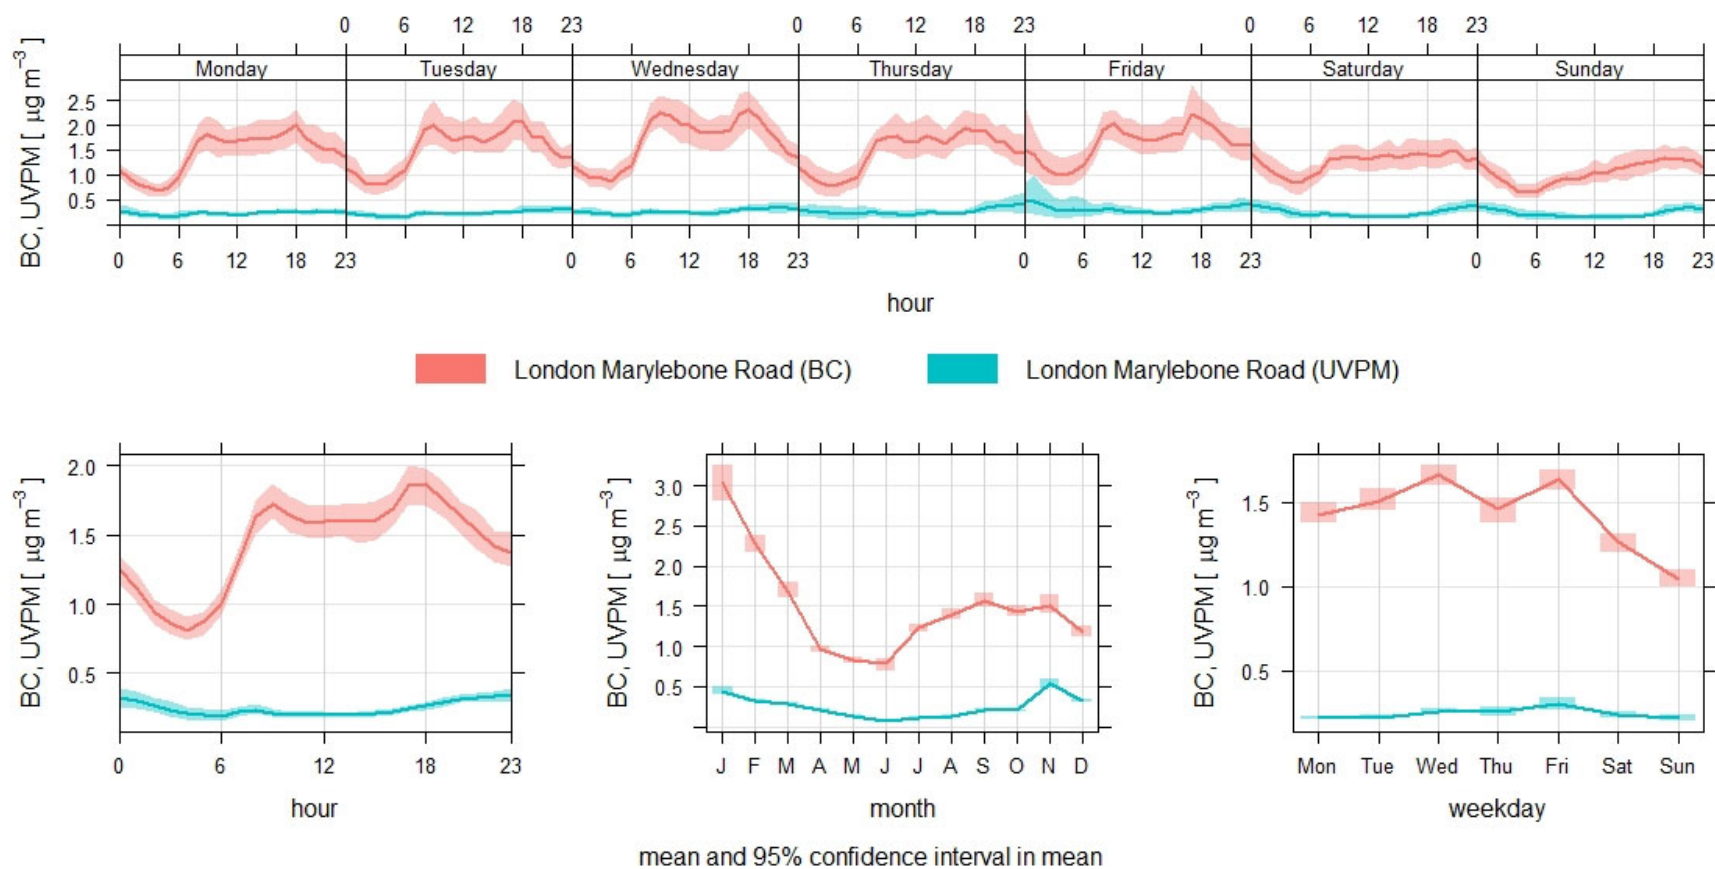 0 6 12 18 23 0 6 12 18 23 0 6 12 18 23
Monday Tuesday Wednesday Thursday Friday Saturday Sunday
BC, UVPM [ µg m⁻³ ]
2.5
2.0
1.5
1.0
0.5
0 6 12 18 23 0 6 12 18 23 0 6 12 18 23 0 6 12 18 23
hour
London Marylebone Road (BC) London Marylebone Road (UVPM)
BC, UVPM [ µg m⁻³ ]
2.0
1.5
1.0
0.5
0 6 12 18 23
hour
BC, UVPM [ µg m⁻³ ]
3.0
2.5
2.0
1.5
1.0
0.5
J F M A M J J A S O N D
month
BC, UVPM [ µg m⁻³ ]
1.5
1.0
0.5
Mon Tue Wed Thu Fri Sat Sun
weekday
mean and 95% confidence interval in mean